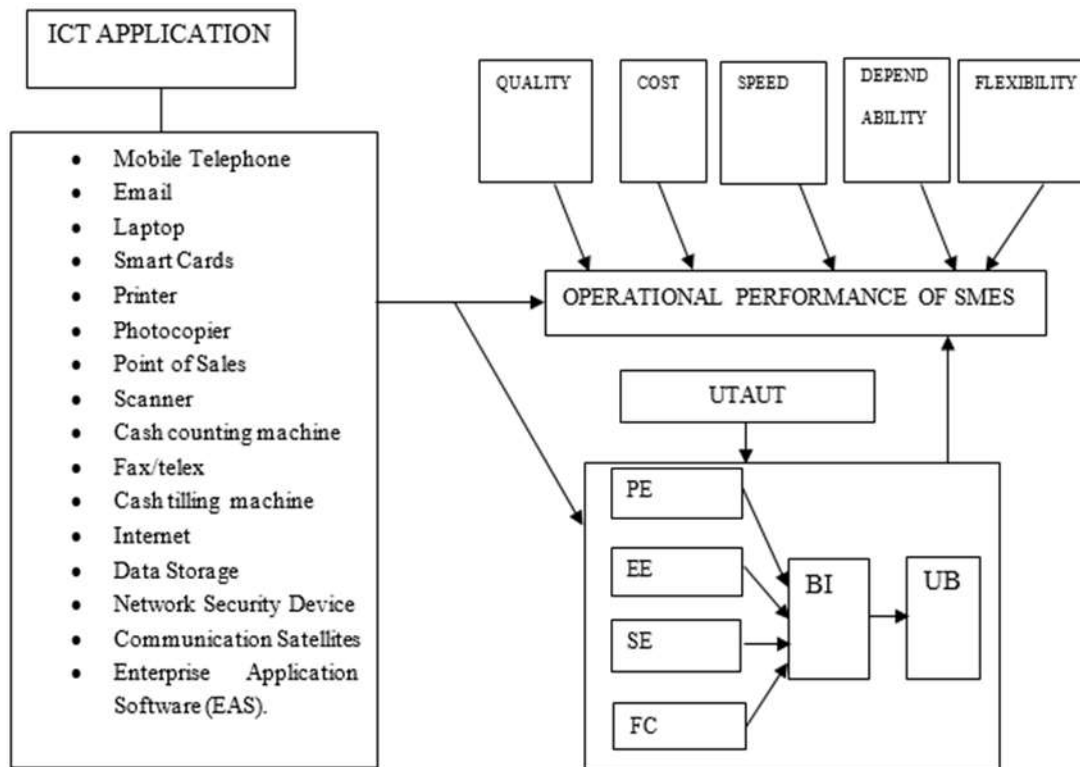 ICT APPLICATION
• Mobile Telephone
• Email
• Laptop
• Smart Cards
• Printer
• Photocopier
• Point of Sales
• Scanner
• Cash counting machine
• Fax/telex
• Cash tilling machine
• Internet
• Data Storage
• Network Security Device
• Communication Satellites
• Enterprise Application
Software (EAS).
QUALITY
COST
SPEED
DEPEND
ABILITY
FLEXIBILITY
OPERATIONAL PERFORMANCE OF SMES
UTAUT
PE
EE
SE
FC
BI
UB